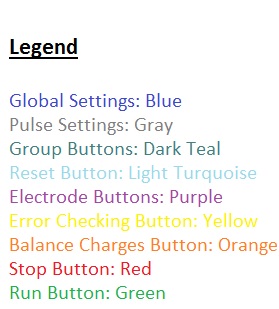 Legend
Global Settings: Blue
Pulse Settings: Gray
Group Buttons: Dark Teal
Reset Button: Light Turquoise
Electrode Buttons: Purple
Error Checking Button: Yellow
Balance Charges Button: Orange
Stop Button: Red
Run Button: Green